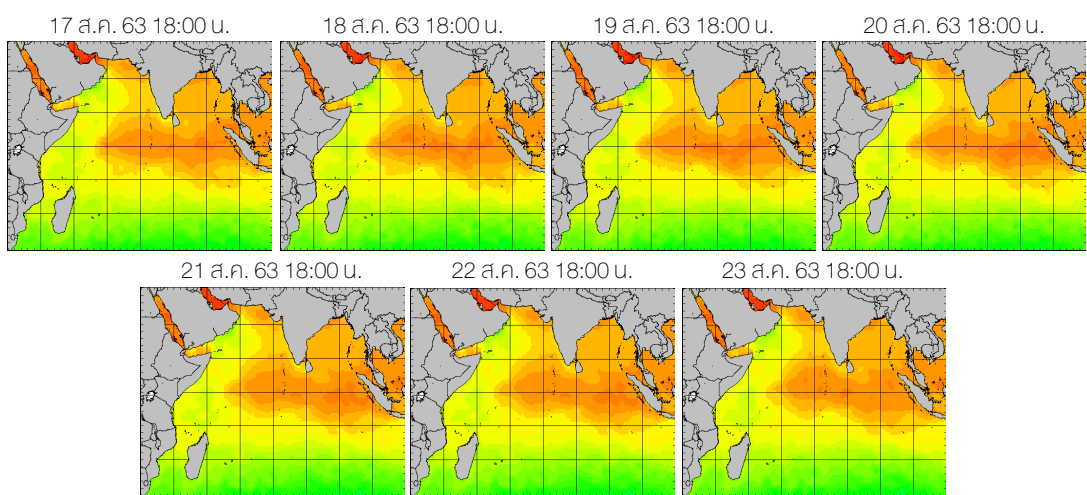 17 ส.ค. 63 18:00 น.
18 ส.ค. 63 18:00 น.
19 ส.ค. 63 18:00 น.
20 ส.ค. 63 18:00 น.
21 ส.ค. 63 18:00 น.
22 ส.ค. 63 18:00 น.
23 ส.ค. 63 18:00 น.